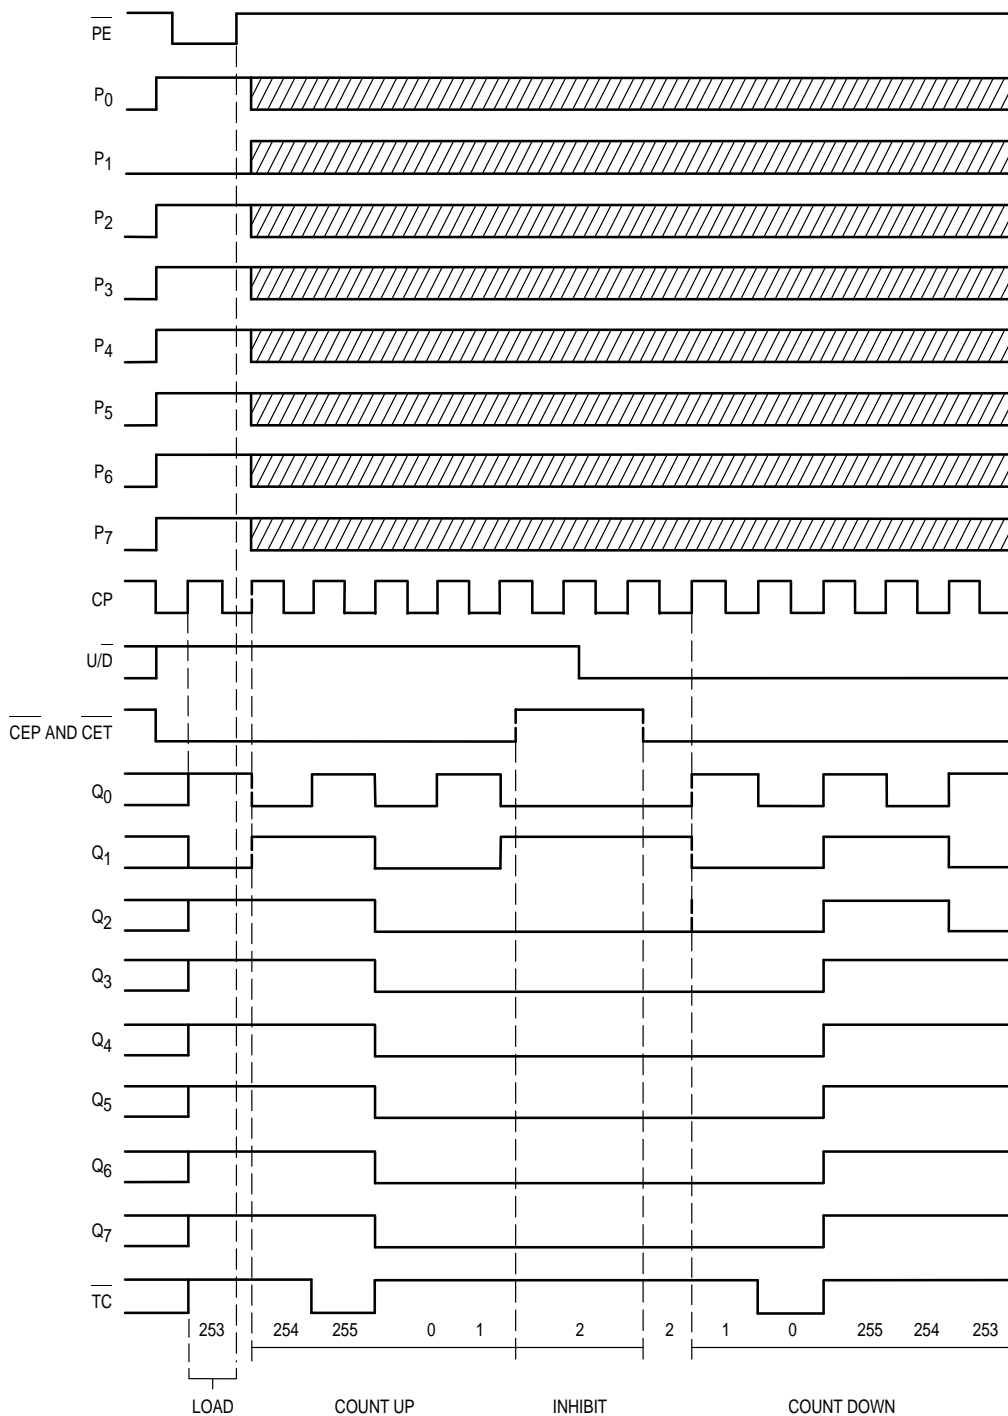 PE
P0
P1
P2
P3
P4
P5
P6
P7
CP
U/D
CEP AND CET
Q0
Q1
Q2
Q3
Q4
Q5
Q6
Q7
TC
253 254 255 0 1 2 2 1 0 255 254 253
LOAD COUNT UP INHIBIT COUNT DOWN